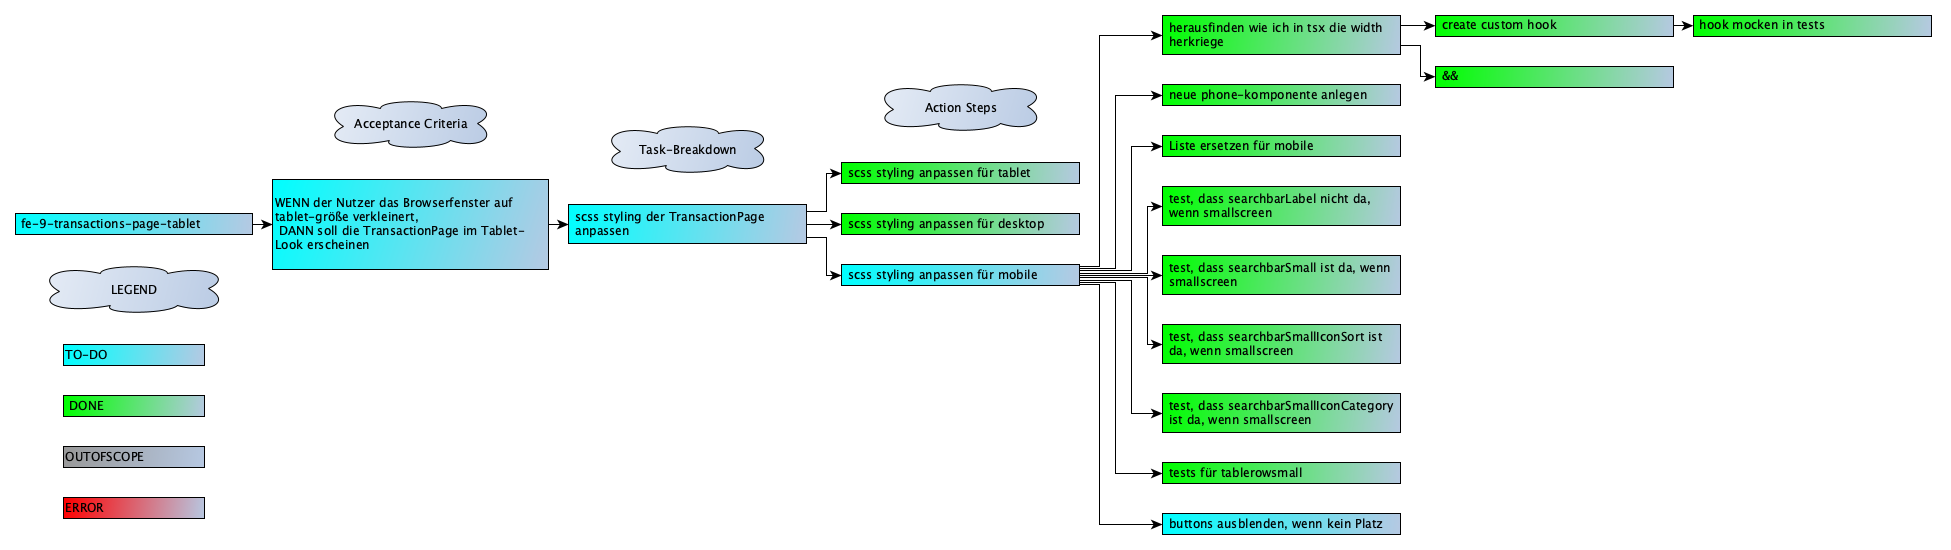 fe-9-transactions-page-tablet
LEGEND
TO-DO
DONE
OUTOFSCOPE
ERROR
Acceptance Criteria
WENN der Nutzer das Browserfenster auf
tablet-größe verkleinert,
DANN soll die TransactionPage im Tablet-
Look erscheinen
Task-Breakdown
scss styling der TransactionPage
anpassen
Action Steps
scss styling anpassen für tablet
scss styling anpassen für desktop
scss styling anpassen für mobile
herausfinden wie ich in tsx die width
herkriege
create custom hook
hook mocken in tests
&&
neue phone-komponente anlegen
Liste ersetzen für mobile
test, dass searchbarLabel nicht da,
wenn smallscreen
test, dass searchbarSmall ist da, wenn
smallscreen
test, dass searchbarSmallIconSort ist
da, wenn smallscreen
test, dass searchbarSmallIconCategory
ist da, wenn smallscreen
tests für tablerowsmall
buttons ausblenden, wenn kein Platz